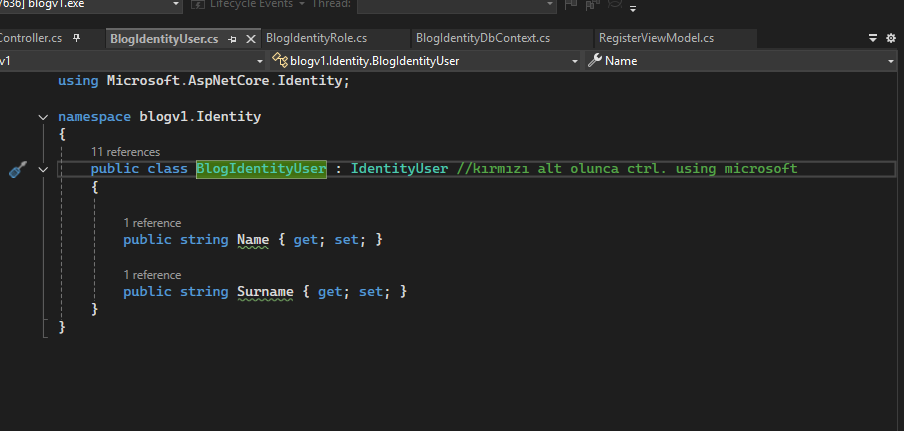 7636] blogv1.exe Lifecycle Events Thread:
Controller.cs BlogIdentityUser.cs BlogIdentityRole.cs BlogIdentityDbContext.cs RegisterViewModel.cs
v1 blogv1.Identity.BlogIdentityUser Name
using Microsoft.AspNetCore.Identity;
namespace blogv1.Identity
{
11 references
public class BlogIdentityUser : IdentityUser //kırmızı alt olunca ctrl. using microsoft
{
1 reference
public string Name { get; set; }
1 reference
public string Surname { get; set; }
}
}